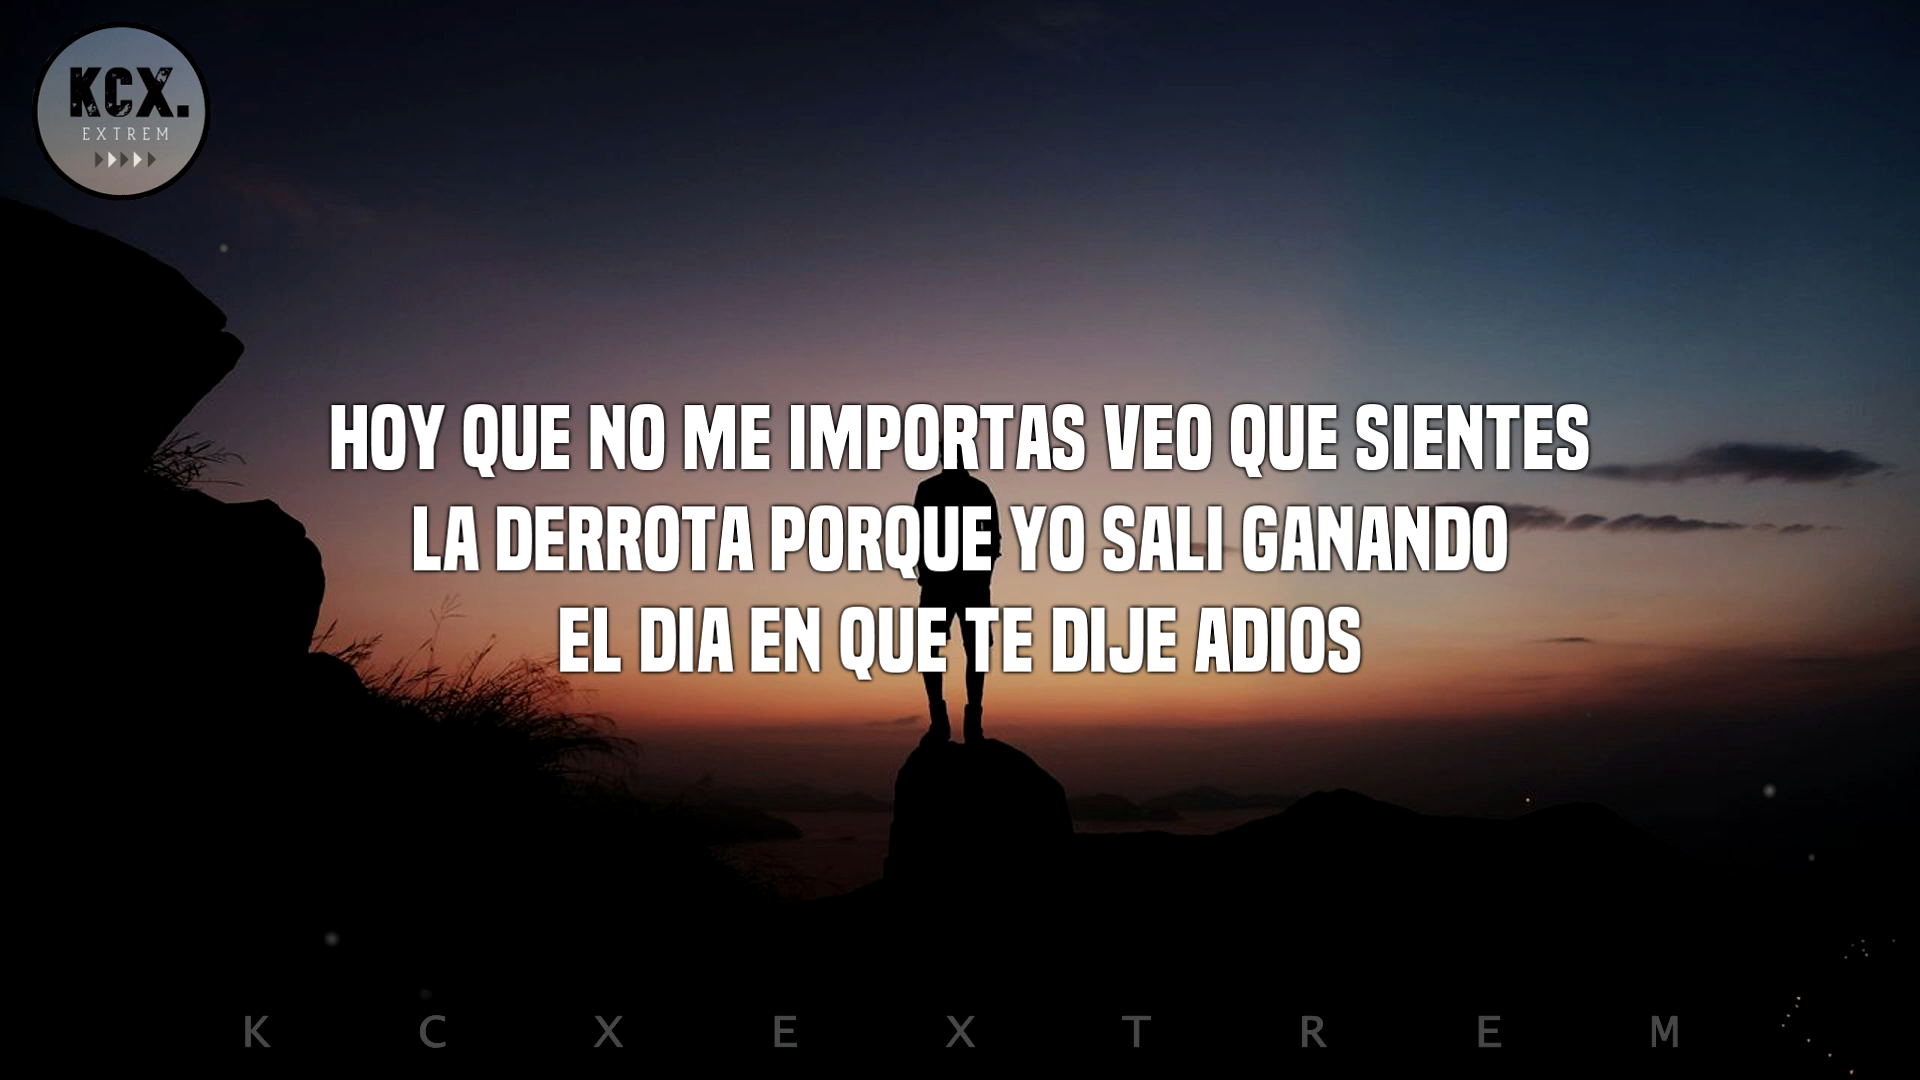 KCX.
EXTREM
HOY QUE NO ME IMPORTAS VEO QUE SIENTES
LA DERROTA PORQUE YO SALI GANANDO
EL DIA EN QUE TE DIJE ADIOS
K C X E X T R E M